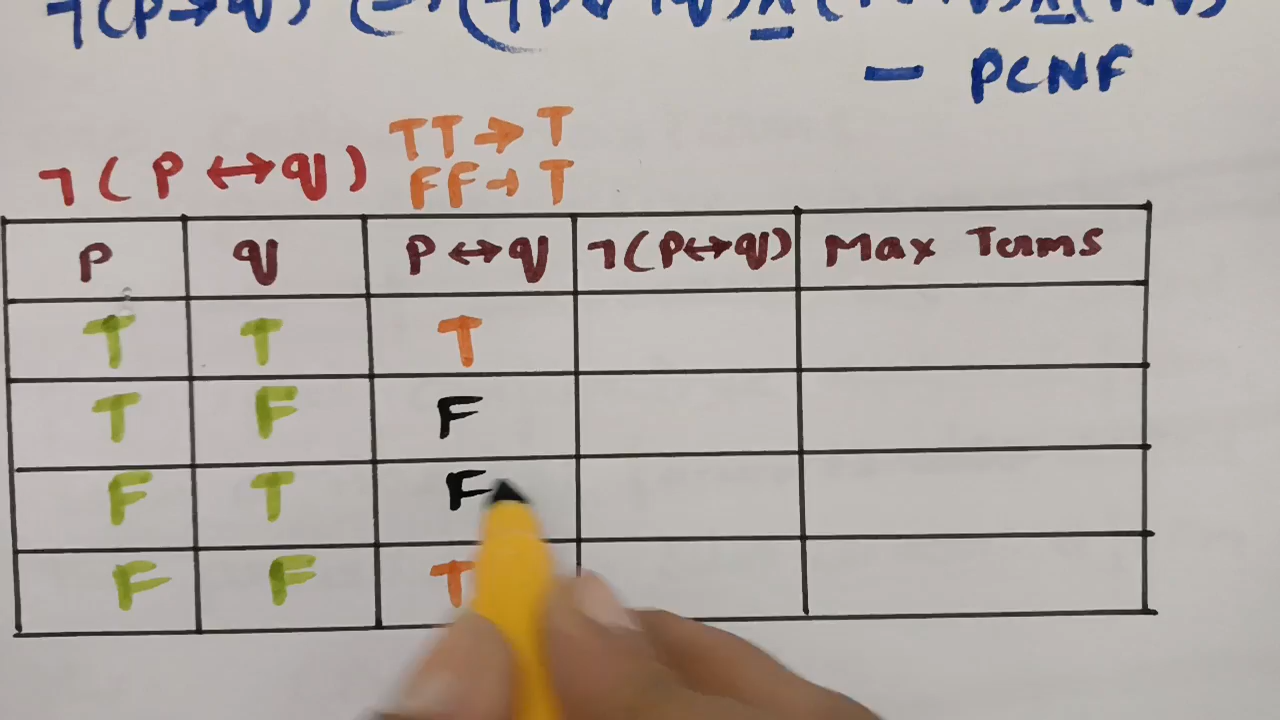 ¬(P→q)
— PCNF
TT → T
¬( P ↔ q ) FF → T
P q P ↔ q ¬(P↔q) Max Terms
T T T
T F F
F T F
F F T